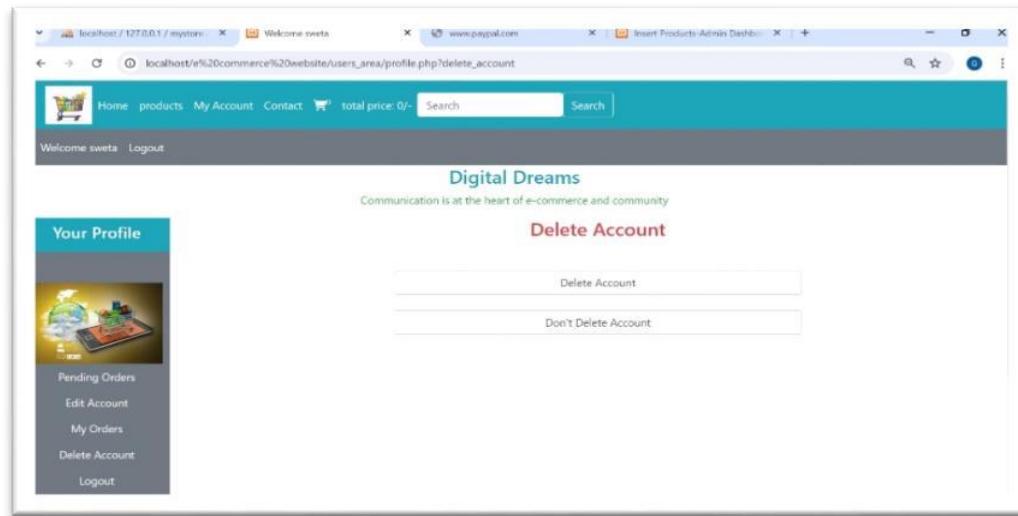 localhost / 127.0.0.1 / mystore Welcome sweta www.paypal.com Insert Products-Admin Dashbo
localhost/e%20commerce%20website/users_area/profile.php?delete_account
Home products My Account Contact 0 total price: 0/- Search Search
Welcome sweta Logout
Digital Dreams
Communication is at the heart of e-commerce and community
Your Profile
Delete Account
Delete Account
Don't Delete Account
Pending Orders
Edit Account
My Orders
Delete Account
Logout